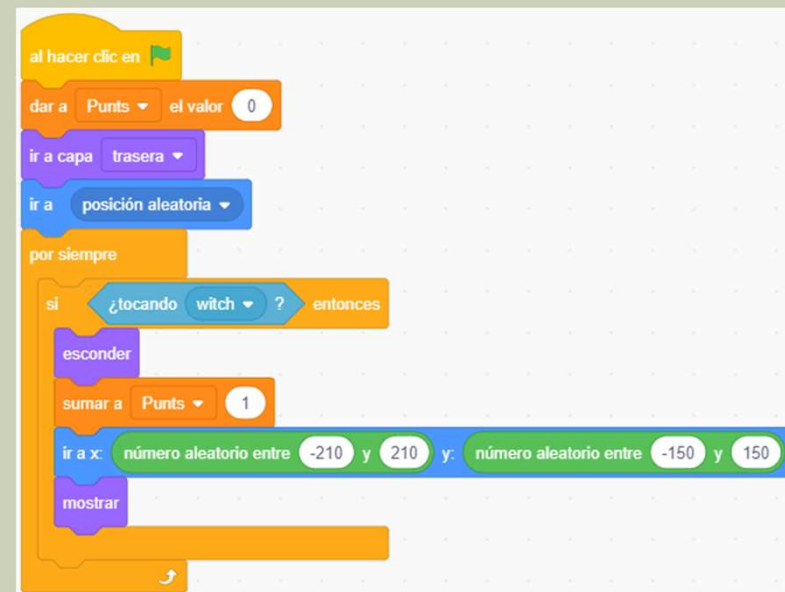 al hacer clic en
dar a Punts el valor 0
ir a capa trasera
ir a posición aleatoria
por siempre
si ¿tocando witch ? entonces
esconder
sumar a Punts 1
ir a x: número aleatorio entre -210 y 210 y: número aleatorio entre -150 y 150
mostrar